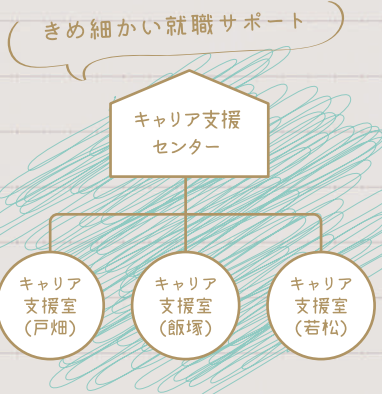 きめ細かい就職サポート
キャリア支援
センター
キャリア
支援室
(戸畑)
キャリア
支援室
(飯塚)
キャリア
支援室
(若松)